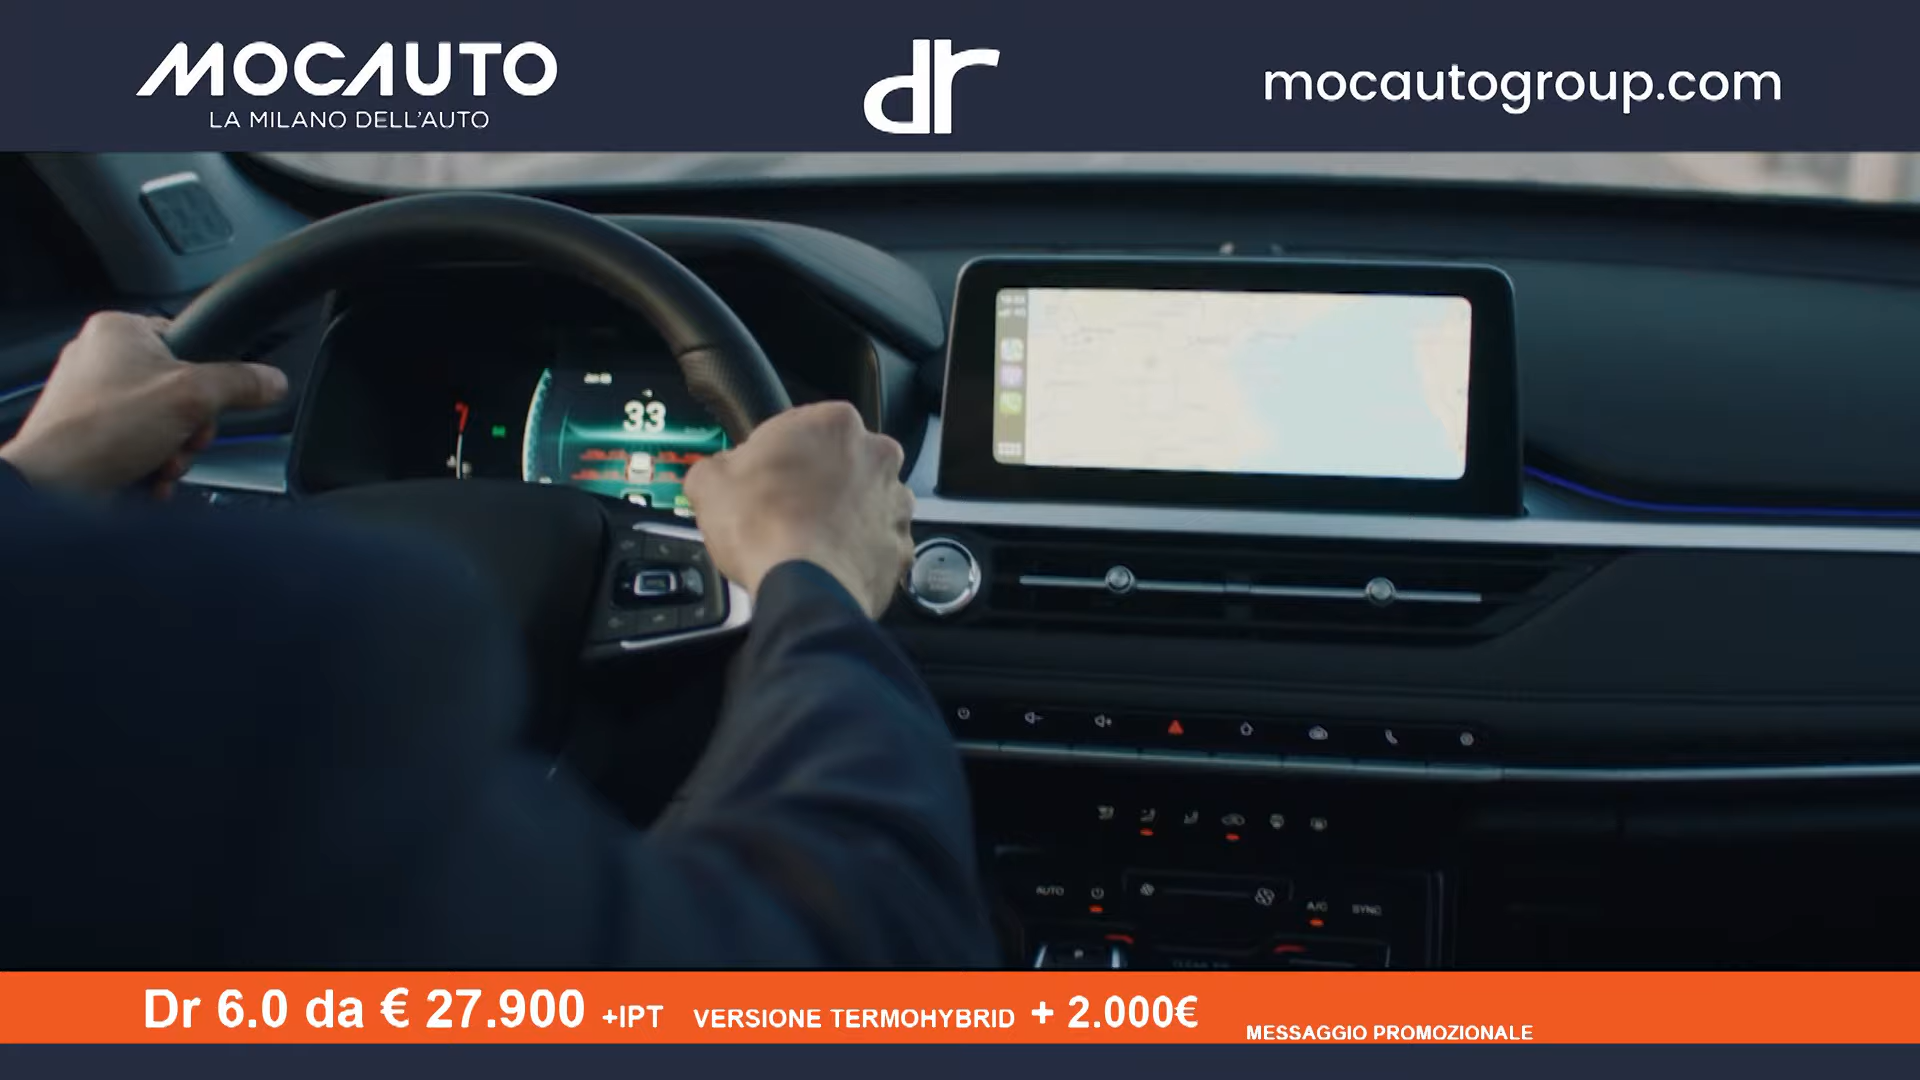 MOCAUTO
LA MILANO DELL'AUTO
dr
mocautogroup.com
33
AUTO
A/C
SYNC
Dr 6.0 da € 27.900 +IPT VERSIONE TERMOHYBRID + 2.000€
MESSAGGIO PROMOZIONALE